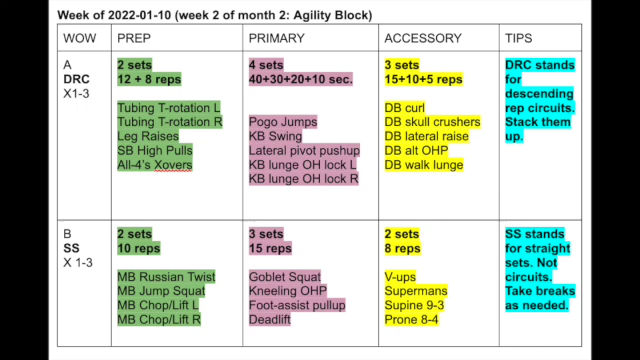 Week of 2022-01-10 (week 2 of month 2: Agility Block)
WOW
PREP
PRIMARY
ACCESSORY
TIPS
A
DRC
X1-3
2 sets
12 + 8 reps
Tubing T-rotation L
Tubing T-rotation R
Leg Raises
SB High Pulls
All-4's Xovers
4 sets
40+30+20+10 sec.
Pogo Jumps
KB Swing
Lateral pivot pushup
KB lunge OH lock L
KB lunge OH lock R
3 sets
15+10+5 reps
DB curl
DB skull crushers
DB lateral raise
DB alt OHP
DB walk lunge
DRC stands
for
descending
rep circuits.
Stack them
up.
B
SS
X 1-3
2 sets
10 reps
MB Russian Twist
MB Jump Squat
MB Chop/Lift L
MB Chop/Lift R
3 sets
15 reps
Goblet Squat
Kneeling OHP
Foot-assist pullup
Deadlift
2 sets
8 reps
V-ups
Supermans
Supine 9-3
Prone 8-4
SS stands
for straight
sets. Not
circuits.
Take breaks
as needed.